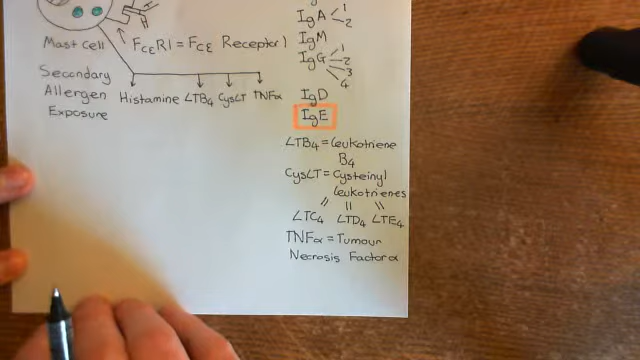 Mast Cell
FcεRI = Fcε Receptor I
Secondary
Allergen
Exposure
Histamine LTB4 CysLT TNFα
IgA 1
2
IgM
IgG 1
2
3
4
IgD
IgE
LTB4 = Leukotriene
B4
CysLT = Cysteinyl
Leukotrienes
LTC4 LTD4 LTE4
TNFα = Tumour
Necrosis Factor α